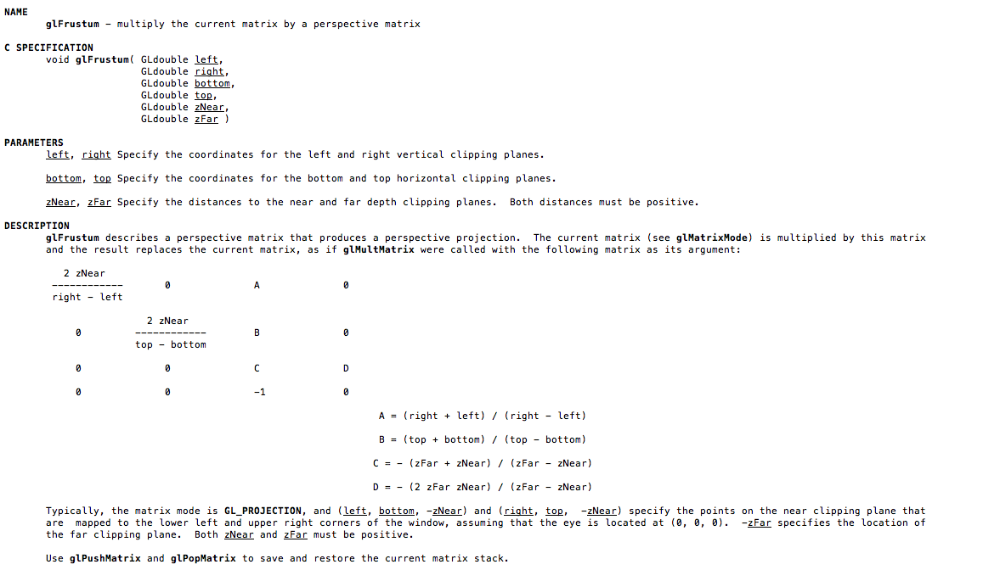 NAME
glFrustum - multiply the current matrix by a perspective matrix
C SPECIFICATION
void glFrustum( GLdouble left,
GLdouble right,
GLdouble bottom,
GLdouble top,
GLdouble zNear,
GLdouble zFar )
PARAMETERS
left, right Specify the coordinates for the left and right vertical clipping planes.
bottom, top Specify the coordinates for the bottom and top horizontal clipping planes.
zNear, zFar Specify the distances to the near and far depth clipping planes.  Both distances must be positive.
DESCRIPTION
glFrustum describes a perspective matrix that produces a perspective projection.  The current matrix (see glMatrixMode) is multiplied by this matrix
and the result replaces the current matrix, as if glMultMatrix were called with the following matrix as its argument:
2 zNear
------------ 0 A 0
right - left
2 zNear
0 ------------ B 0
top - bottom
0 0 C D
0 0 -1 0
A = (right + left) / (right - left)
B = (top + bottom) / (top - bottom)
C = - (zFar + zNear) / (zFar - zNear)
D = - (2 zFar zNear) / (zFar - zNear)
Typically, the matrix mode is GL_PROJECTION, and (left, bottom, -zNear) and (right, top,  -zNear) specify the points on the near clipping plane that
are  mapped to the lower left and upper right corners of the window, assuming that the eye is located at (0, 0, 0).  -zFar specifies the location of
the far clipping plane.  Both zNear and zFar must be positive.
Use glPushMatrix and glPopMatrix to save and restore the current matrix stack.